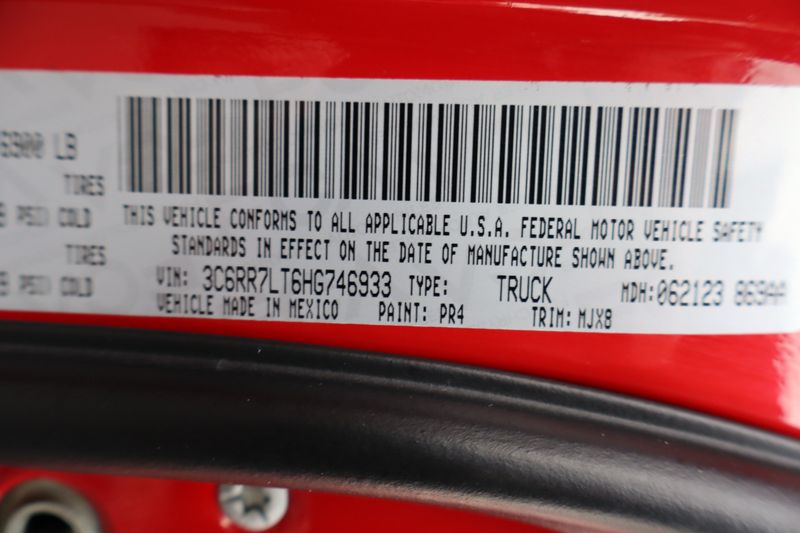 6900 LB
TIRES
PSI) COLD
TIRES
PSI) COLD
THIS VEHICLE CONFORMS TO ALL APPLICABLE U.S.A. FEDERAL MOTOR VEHICLE SAFETY
STANDARDS IN EFFECT ON THE DATE OF MANUFACTURE SHOWN ABOVE.
VIN: 3C6RR7LT6HG746933 TYPE: TRUCK MDH:062123 869AA
VEHICLE MADE IN MEXICO PAINT: PR4 TRIM: MJX8